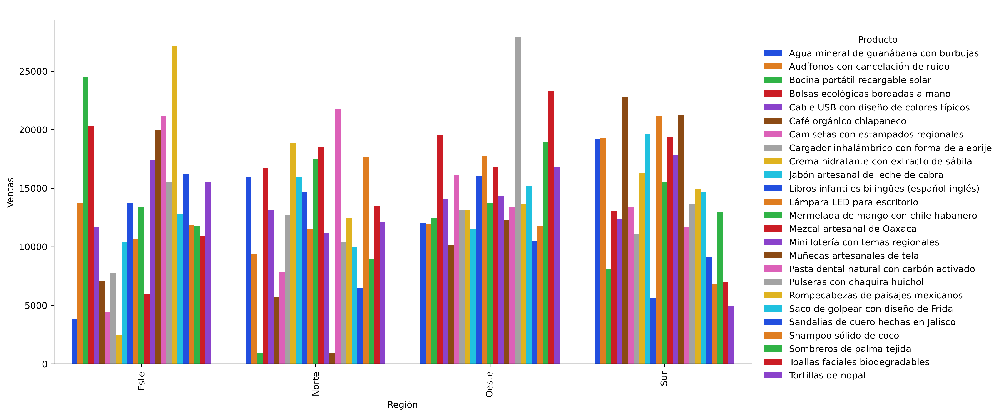 Ventas
25000
20000
15000
10000
5000
0
Este
Norte
Oeste
Sur
Región
Producto
Agua mineral de guanábana con burbujas
Audífonos con cancelación de ruido
Bocina portátil recargable solar
Bolsas ecológicas bordadas a mano
Cable USB con diseño de colores típicos
Café orgánico chiapaneco
Camisetas con estampados regionales
Cargador inhalámbrico con forma de alebrije
Crema hidratante con extracto de sábila
Jabón artesanal de leche de cabra
Libros infantiles bilingües (español-inglés)
Lámpara LED para escritorio
Mermelada de mango con chile habanero
Mezcal artesanal de Oaxaca
Mini lotería con temas regionales
Muñecas artesanales de tela
Pasta dental natural con carbón activado
Pulseras con chaquira huichol
Rompecabezas de paisajes mexicanos
Saco de golpear con diseño de Frida
Sandalias de cuero hechas en Jalisco
Shampoo sólido de coco
Sombreros de palma tejida
Toallas faciales biodegradables
Tortillas de nopal